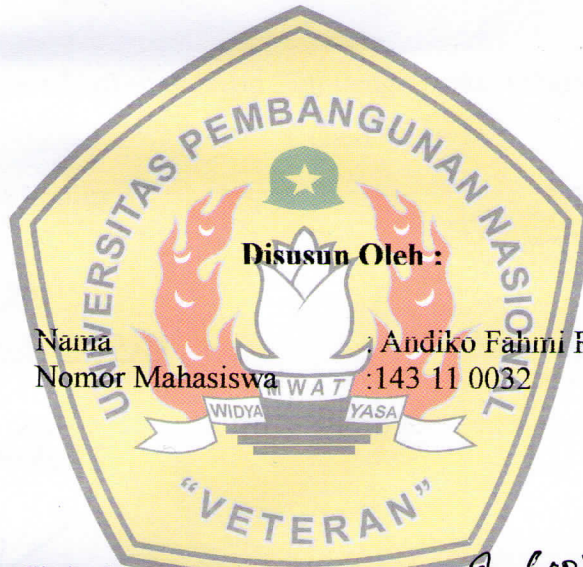 UNIVERSITAS PEMBANGUNAN NASIONAL
Disusun Oleh :
Nama : Andiko Fahmi
Nomor Mahasiswa :143 11 0032
WIDYA MWAT YASA
"VETERAN"